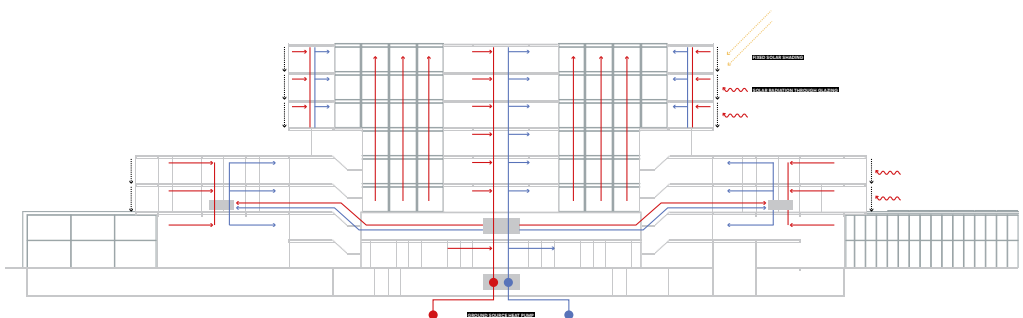 FIXED SOLAR SHADING
SOLAR RADIATION THROUGH GLAZING
GROUND SOURCE HEAT PUMP